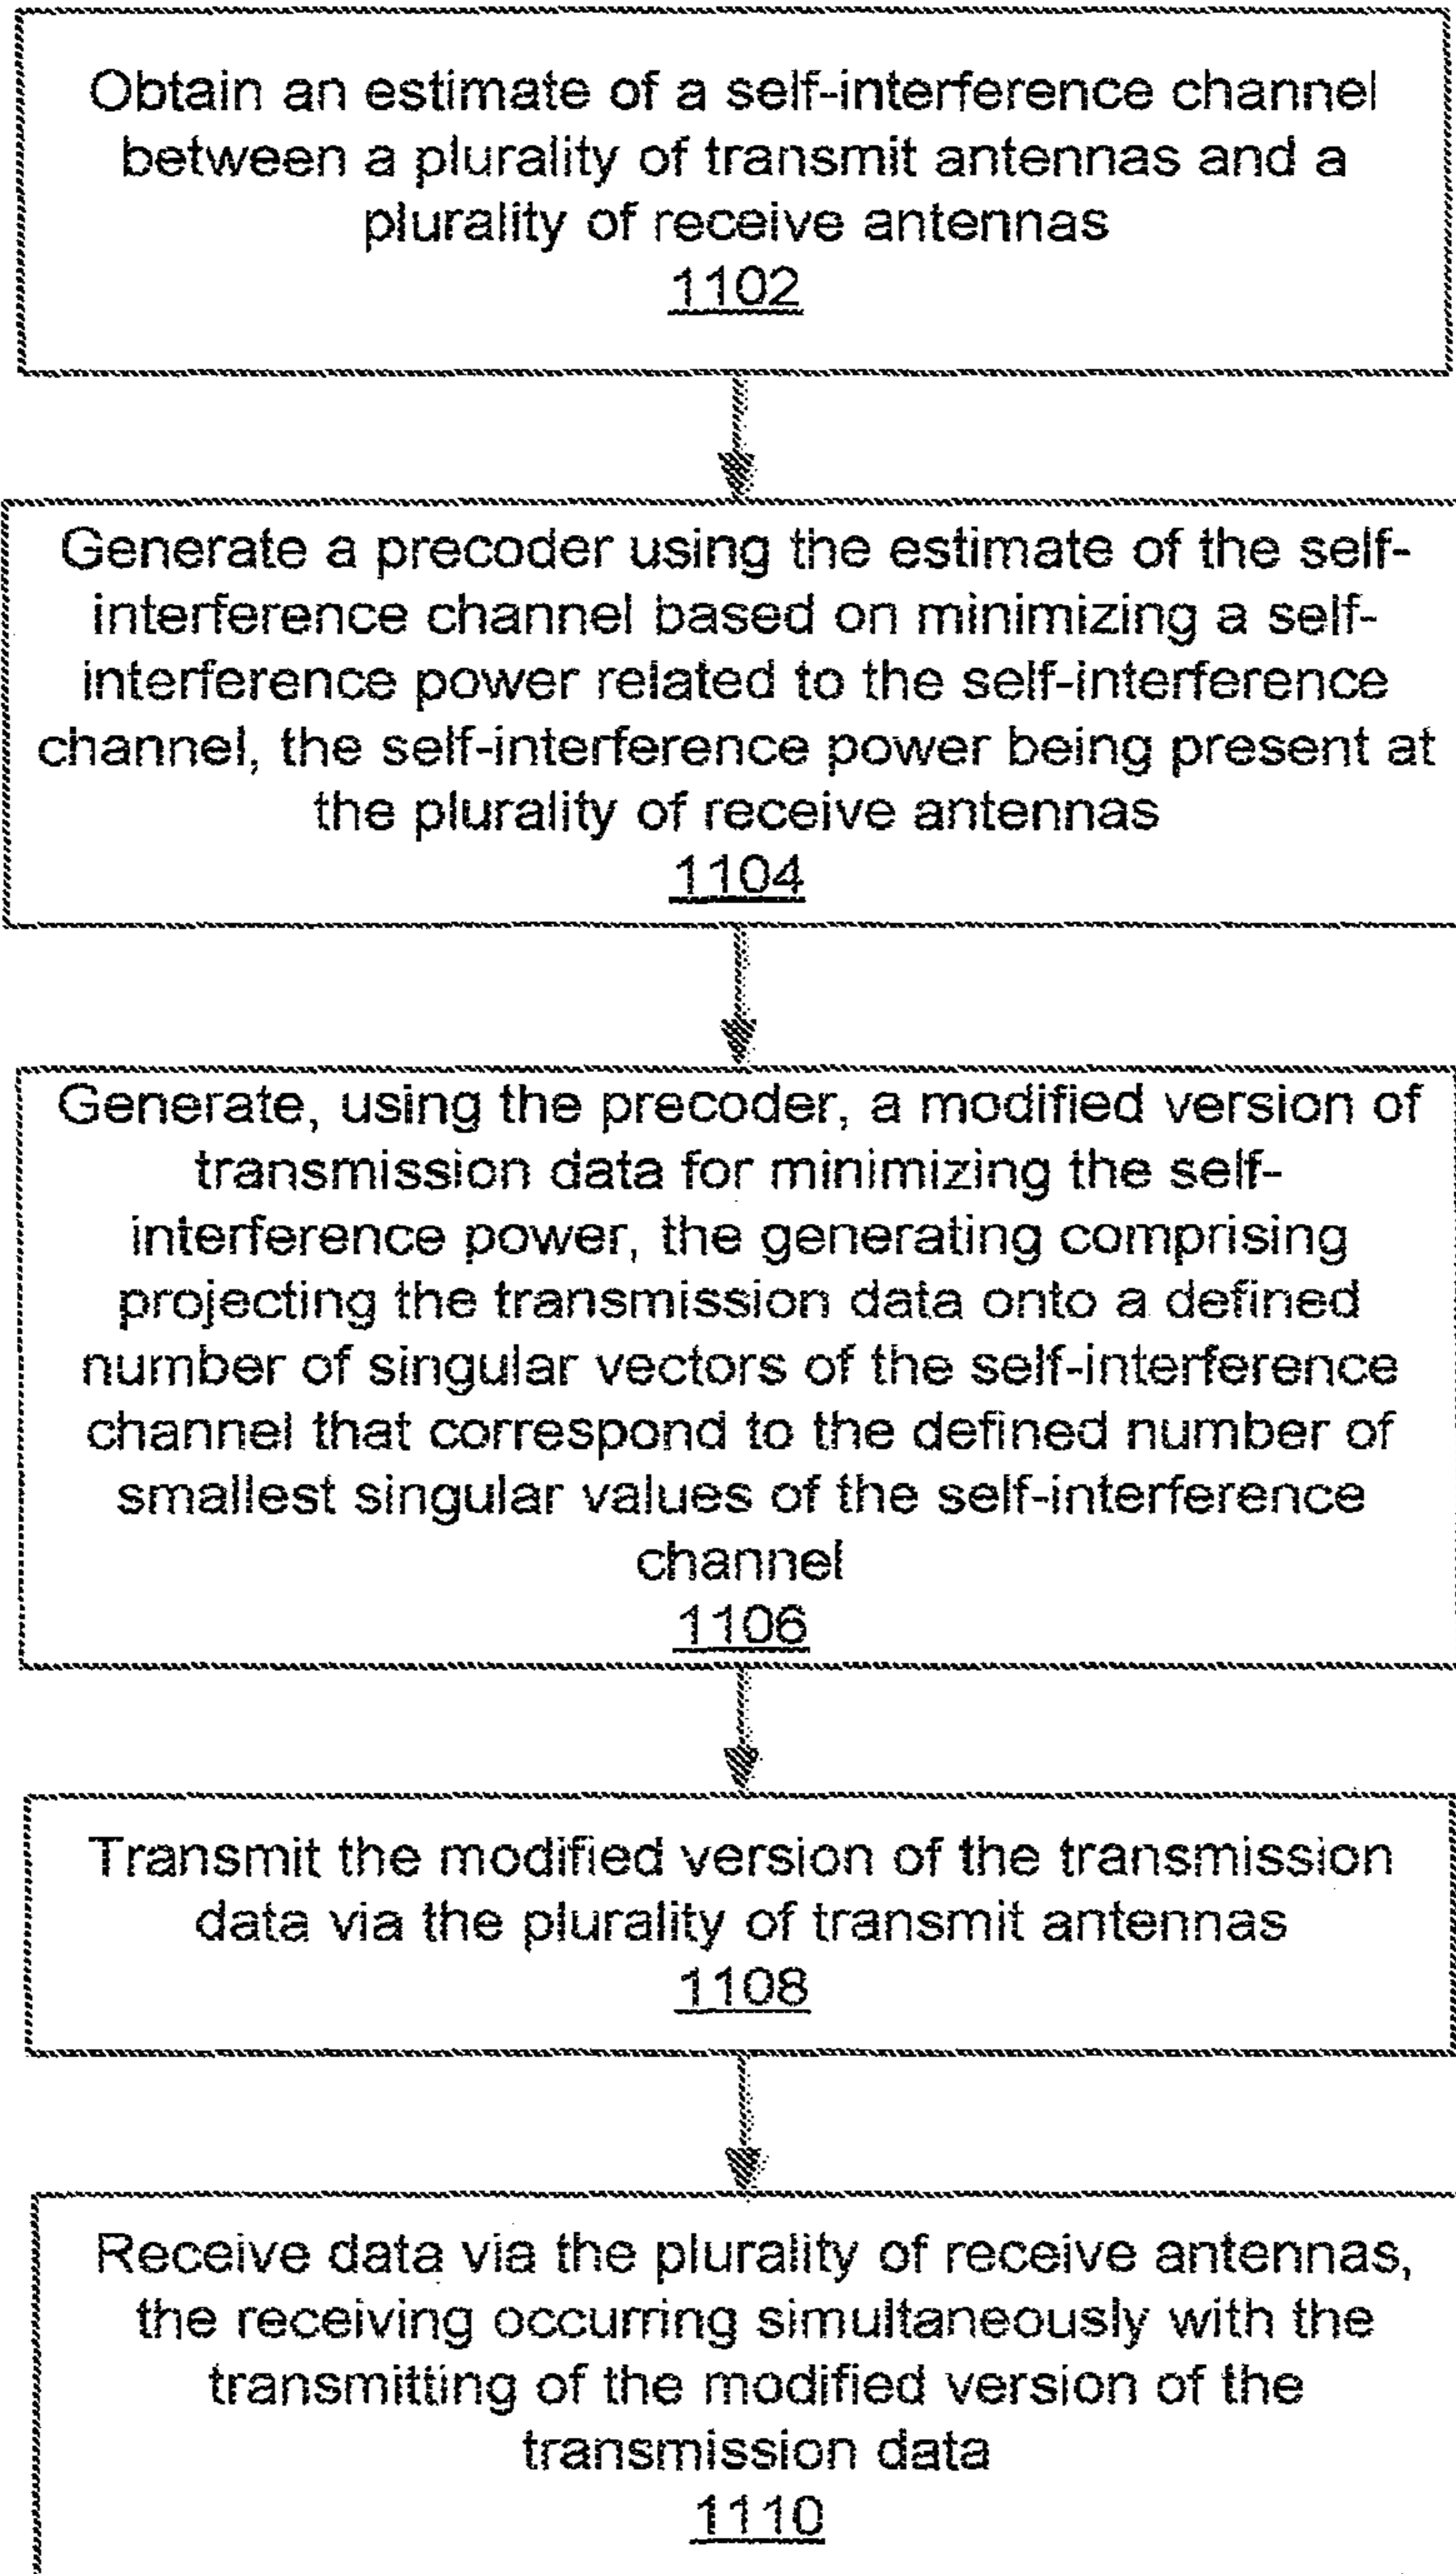 Obtain an estimate of a self-interference channel
between a plurality of transmit antennas and a
plurality of receive antennas
1102
Generate a precoder using the estimate of the self-
interference channel based on minimizing a self-
interference power related to the self-interference
channel, the self-interference power being present at
the plurality of receive antennas
1104
Generate, using the precoder, a modified version of
transmission data for minimizing the self-
interference power, the generating comprising
projecting the transmission data onto a defined
number of singular vectors of the self-interference
channel that correspond to the defined number of
smallest singular values of the self-interference
channel
1106
Transmit the modified version of the transmission
data via the plurality of transmit antennas
1108
Receive data via the plurality of receive antennas,
the receiving occurring simultaneously with the
transmitting of the modified version of the
transmission data
1110